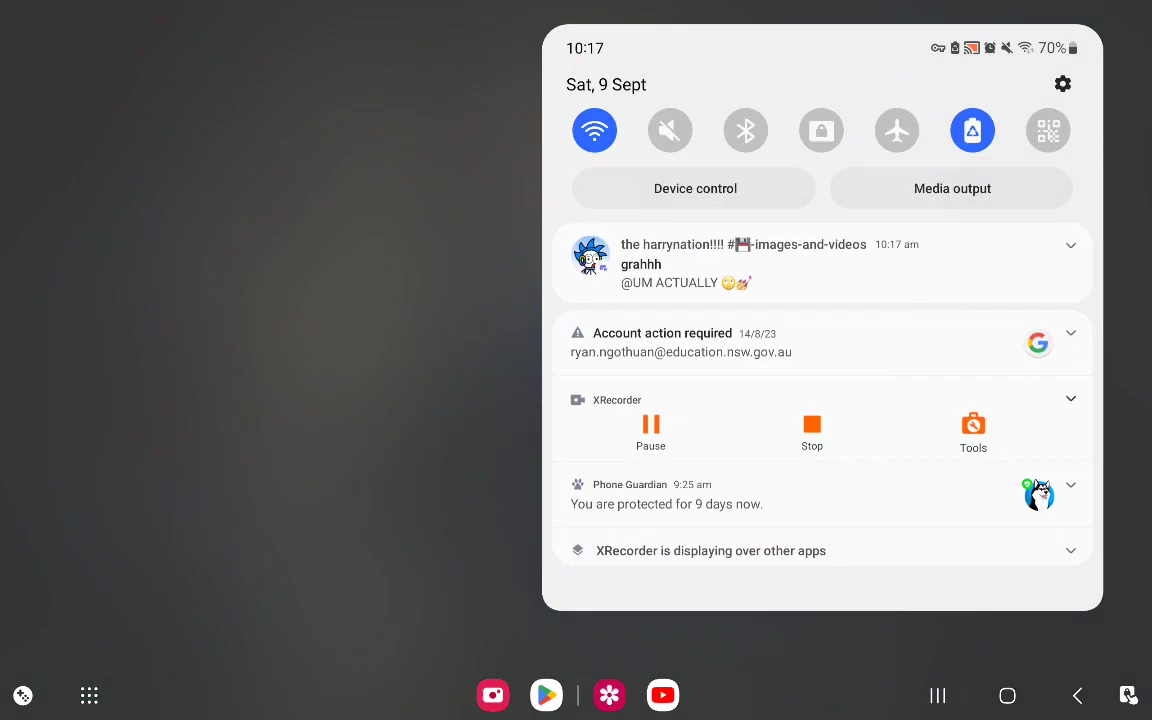 10:17
70%
Sat, 9 Sept
Device control
Media output
the harrynation!!!! #💾-images-and-videos 10:17 am
grahhh
@UM ACTUALLY 🙄💅
Account action required 14/8/23
ryan.ngothuan@education.nsw.gov.au
XRecorder
Pause
Stop
Tools
Phone Guardian 9:25 am
You are protected for 9 days now.
XRecorder is displaying over other apps